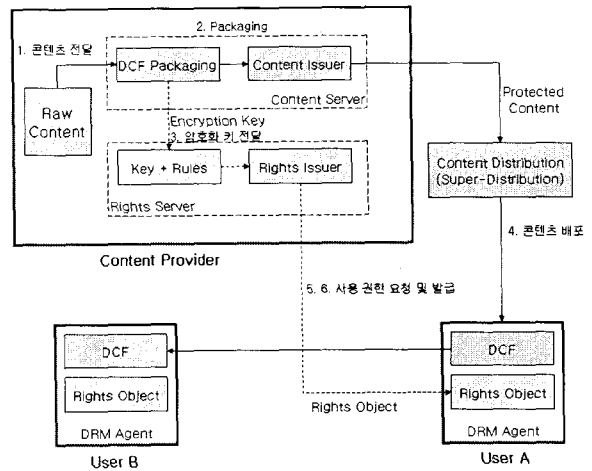 2. Packaging
1. 콘텐츠 전달
DCF Packaging
Content Issuer
Content Server
Raw
Content
Encryption Key
3. 암호화 키 전달
Key + Rules
Rights Issuer
Rights Server
Content Provider
Protected
Content
Content Distribution
(Super-Distribution)
4. 콘텐츠 배포
5. 6. 사용 권한 요청 및 발급
DCF
Rights Object
DRM Agent
User B
Rights Object
DCF
Rights Object
DRM Agent
User A